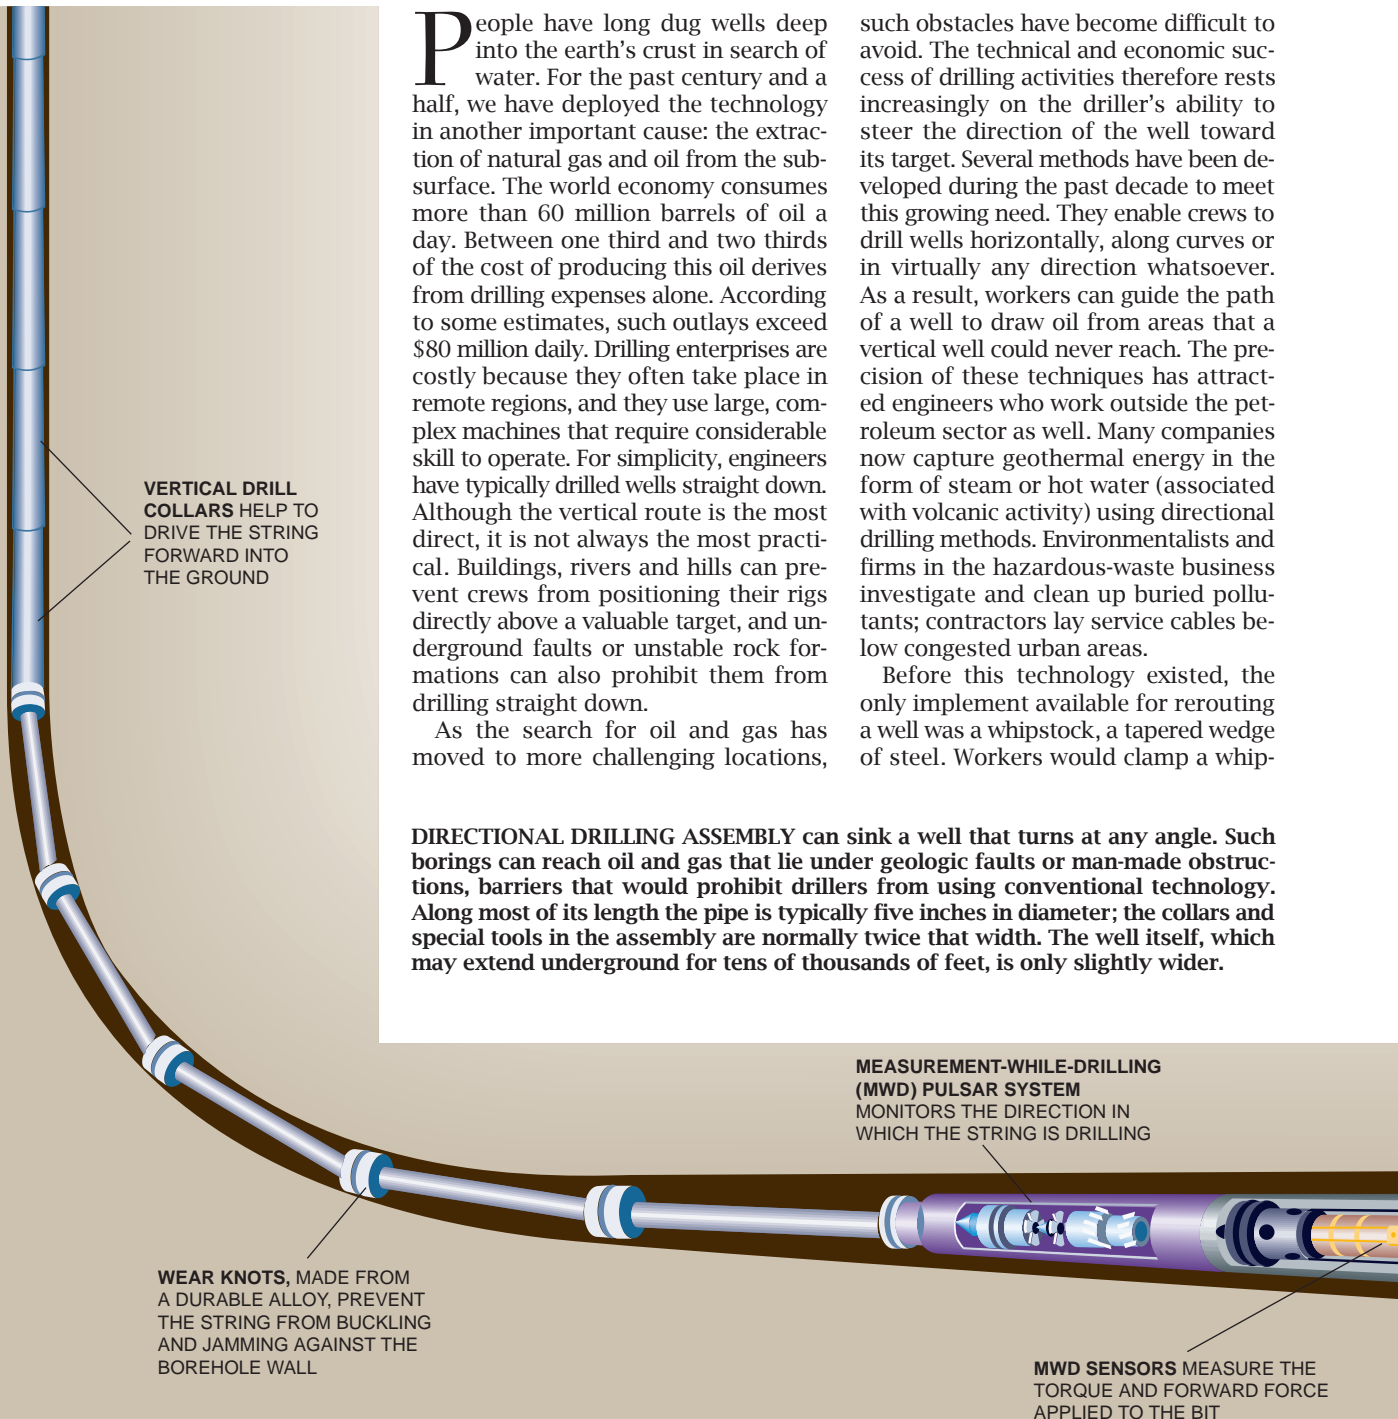 People have long dug wells deep
into the earth's crust in search of
water. For the past century and a
half, we have deployed the technology
in another important cause: the extrac-
tion of natural gas and oil from the sub-
surface. The world economy consumes
more than 60 million barrels of oil a
day. Between one third and two thirds
of the cost of producing this oil derives
from drilling expenses alone. According
to some estimates, such outlays exceed
$80 million daily. Drilling enterprises are
costly because they often take place in
remote regions, and they use large, com-
plex machines that require considerable
skill to operate. For simplicity, engineers
have typically drilled wells straight down.
Although the vertical route is the most
direct, it is not always the most practi-
cal. Buildings, rivers and hills can pre-
vent crews from positioning their rigs
directly above a valuable target, and un-
derground faults or unstable rock for-
mations can also prohibit them from
drilling straight down.
As the search for oil and gas has
moved to more challenging locations,
such obstacles have become difficult to
avoid. The technical and economic suc-
cess of drilling activities therefore rests
increasingly on the driller's ability to
steer the direction of the well toward
its target. Several methods have been de-
veloped during the past decade to meet
this growing need. They enable crews to
drill wells horizontally, along curves or
in virtually any direction whatsoever.
As a result, workers can guide the path
of a well to draw oil from areas that a
vertical well could never reach. The pre-
cision of these techniques has attract-
ed engineers who work outside the pet-
roleum sector as well. Many companies
now capture geothermal energy in the
form of steam or hot water (associated
with volcanic activity) using directional
drilling methods. Environmentalists and
firms in the hazardous-waste business
investigate and clean up buried pollu-
tants; contractors lay service cables be-
low congested urban areas.
Before this technology existed, the
only implement available for rerouting
a well was a whipstock, a tapered wedge
of steel. Workers would clamp a whip-
VERTICAL DRILL
COLLARS HELP TO
DRIVE THE STRING
FORWARD INTO
THE GROUND
DIRECTIONAL DRILLING ASSEMBLY can sink a well that turns at any angle. Such
borings can reach oil and gas that lie under geologic faults or man-made obstruc-
tions, barriers that would prohibit drillers from using conventional technology.
Along most of its length the pipe is typically five inches in diameter; the collars and
special tools in the assembly are normally twice that width. The well itself, which
may extend underground for tens of thousands of feet, is only slightly wider.
MEASUREMENT-WHILE-DRILLING
(MWD) PULSAR SYSTEM
MONITORS THE DIRECTION IN
WHICH THE STRING IS DRILLING
WEAR KNOTS, MADE FROM
A DURABLE ALLOY, PREVENT
THE STRING FROM BUCKLING
AND JAMMING AGAINST THE
BOREHOLE WALL
MWD SENSORS MEASURE THE
TORQUE AND FORWARD FORCE
APPLIED TO THE BIT